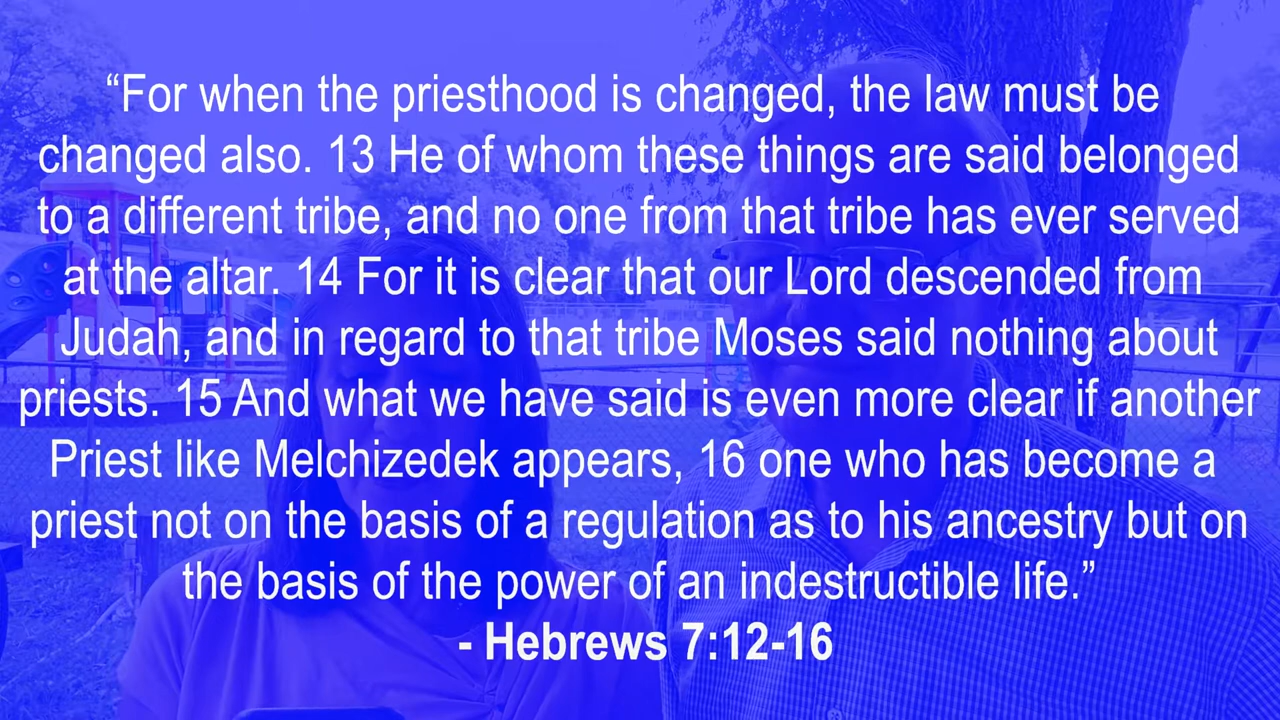 “For when the priesthood is changed, the law must be
changed also. 13 He of whom these things are said belonged
to a different tribe, and no one from that tribe has ever served
at the altar. 14 For it is clear that our Lord descended from
Judah, and in regard to that tribe Moses said nothing about
priests. 15 And what we have said is even more clear if another
Priest like Melchizedek appears, 16 one who has become a
priest not on the basis of a regulation as to his ancestry but on
the basis of the power of an indestructible life.”
- Hebrews 7:12-16